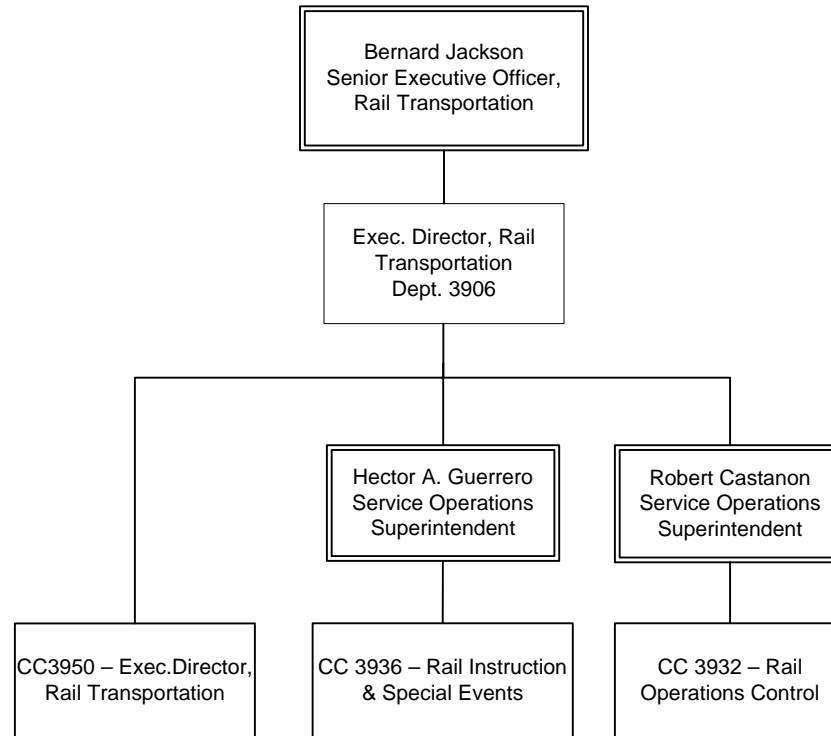 Bernard Jackson
Senior Executive Officer,
Rail Transportation
Exec. Director, Rail
Transportation
Dept. 3906
Hector A. Guerrero
Service Operations
Superintendent
Robert Castanon
Service Operations
Superintendent
CC3950 – Exec.Director,
Rail Transportation
CC 3936 – Rail Instruction
& Special Events
CC 3932 – Rail
Operations Control